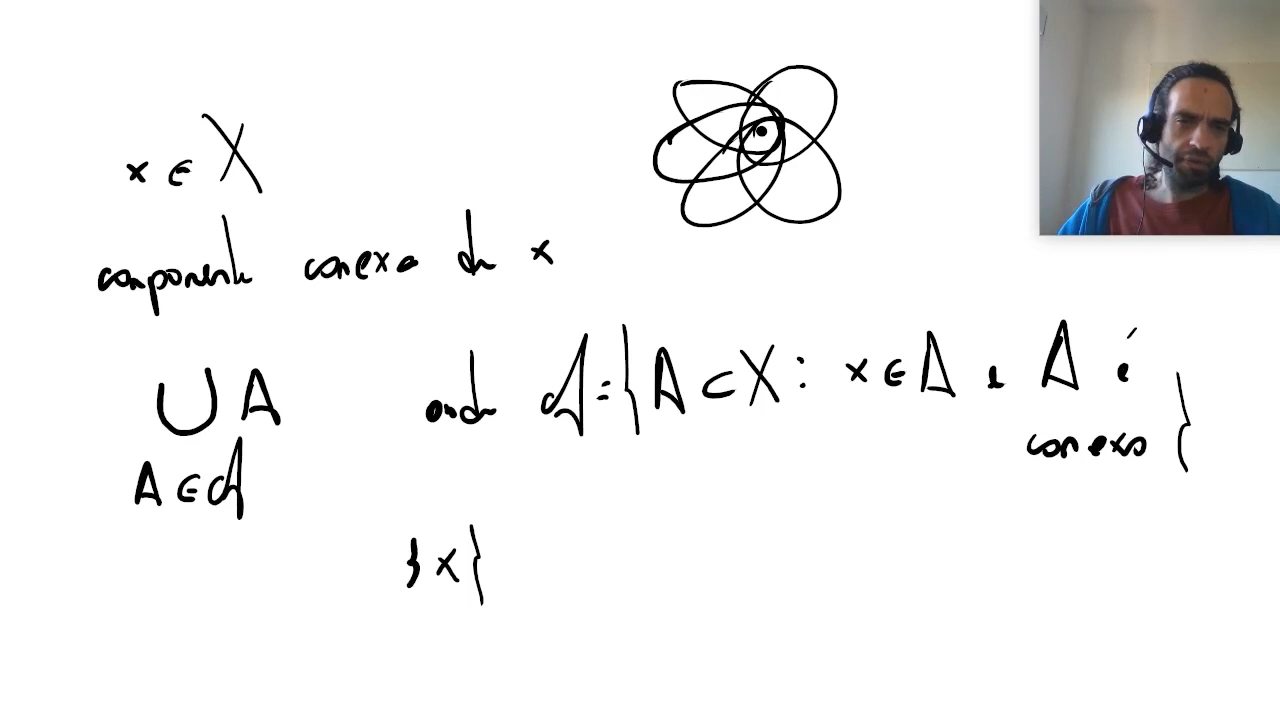 x ∈ X
componente conexa de x
⋃ A onde 𝒜 = { A ⊂ X : x ∈ A e A é
conexo }
A ∈ 𝒜
{x}